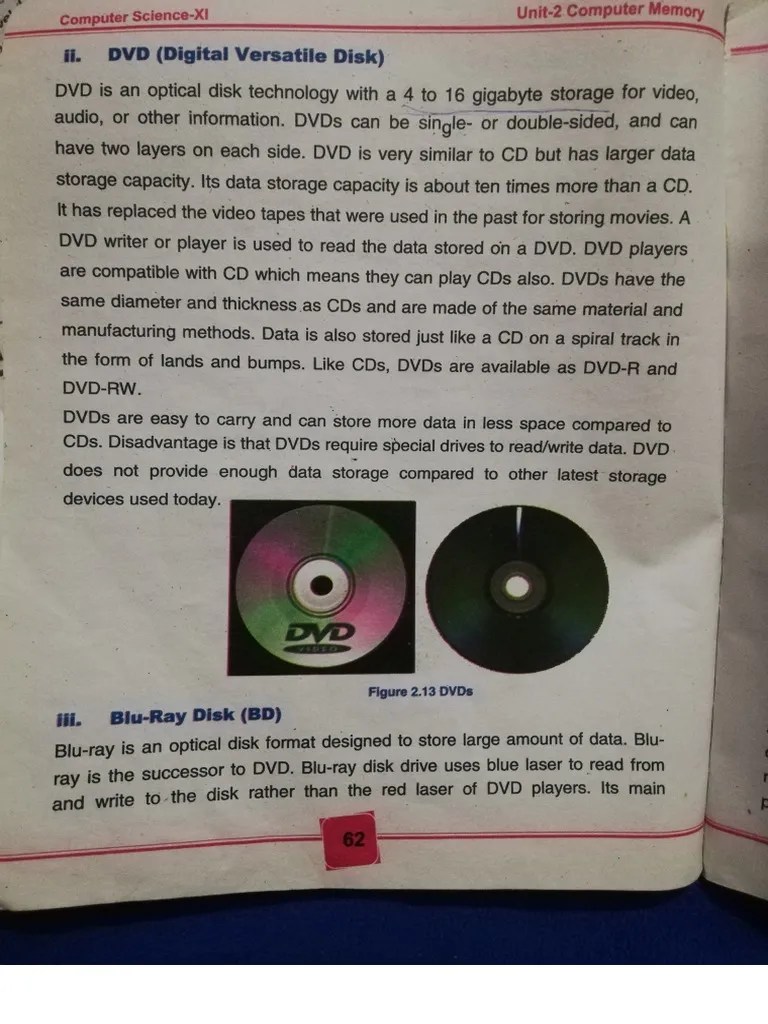 Computer Science-XI
Unit-2 Computer Memory
ii. DVD (Digital Versatile Disk)
DVD is an optical disk technology with a 4 to 16 gigabyte storage for video,
audio, or other information. DVDs can be single- or double-sided, and can
have two layers on each side. DVD is very similar to CD but has larger data
storage capacity. Its data storage capacity is about ten times more than a CD.
It has replaced the video tapes that were used in the past for storing movies. A
DVD writer or player is used to read the data stored on a DVD. DVD players
are compatible with CD which means they can play CDs also. DVDs have the
same diameter and thickness as CDs and are made of the same material and
manufacturing methods. Data is also stored just like a CD on a spiral track in
the form of lands and bumps. Like CDs, DVDs are available as DVD-R and
DVD-RW.
DVDs are easy to carry and can store more data in less space compared to
CDs. Disadvantage is that DVDs require special drives to read/write data. DVD
does not provide enough data storage compared to other latest storage
devices used today.
DVD
VIDEO
Figure 2.13 DVDs
iii. Blu-Ray Disk (BD)
Blu-ray is an optical disk format designed to store large amount of data. Blu-
ray is the successor to DVD. Blu-ray disk drive uses blue laser to read from
and write to the disk rather than the red laser of DVD players. Its main
62